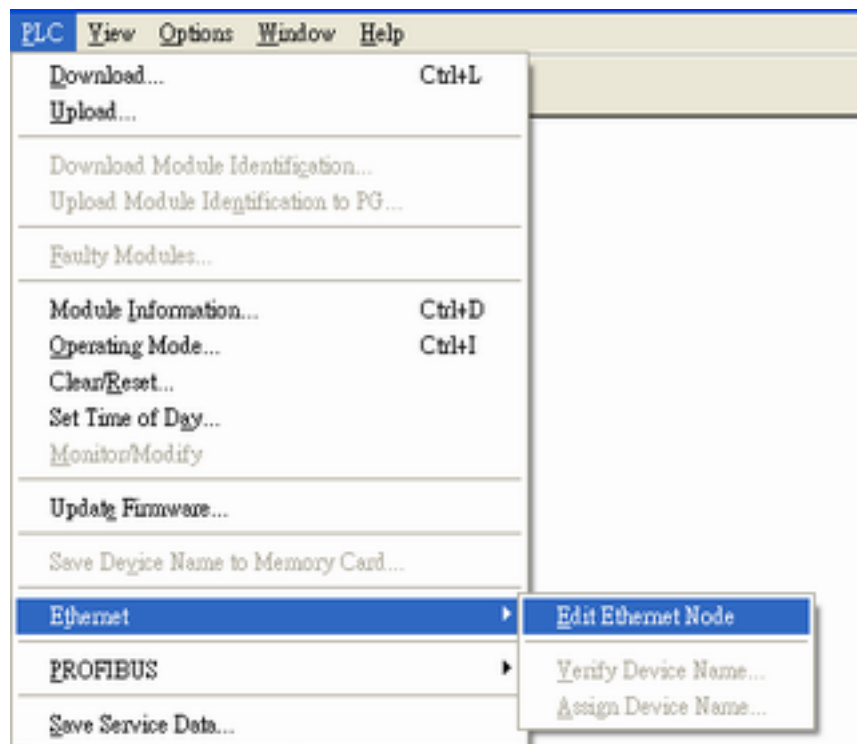 PLC View Options Window Help
Download... Ctrl+L
Upload...
Download Module Identification...
Upload Module Identification to PG...
Faulty Modules...
Module Information... Ctrl+D
Operating Mode... Ctrl+I
Clear/Reset...
Set Time of Day...
Monitor/Modify
Update Firmware...
Save Device Name to Memory Card...
Ethernet Edit Ethernet Node
PROFIBUS Verify Device Name...
Assign Device Name...
Save Service Data...